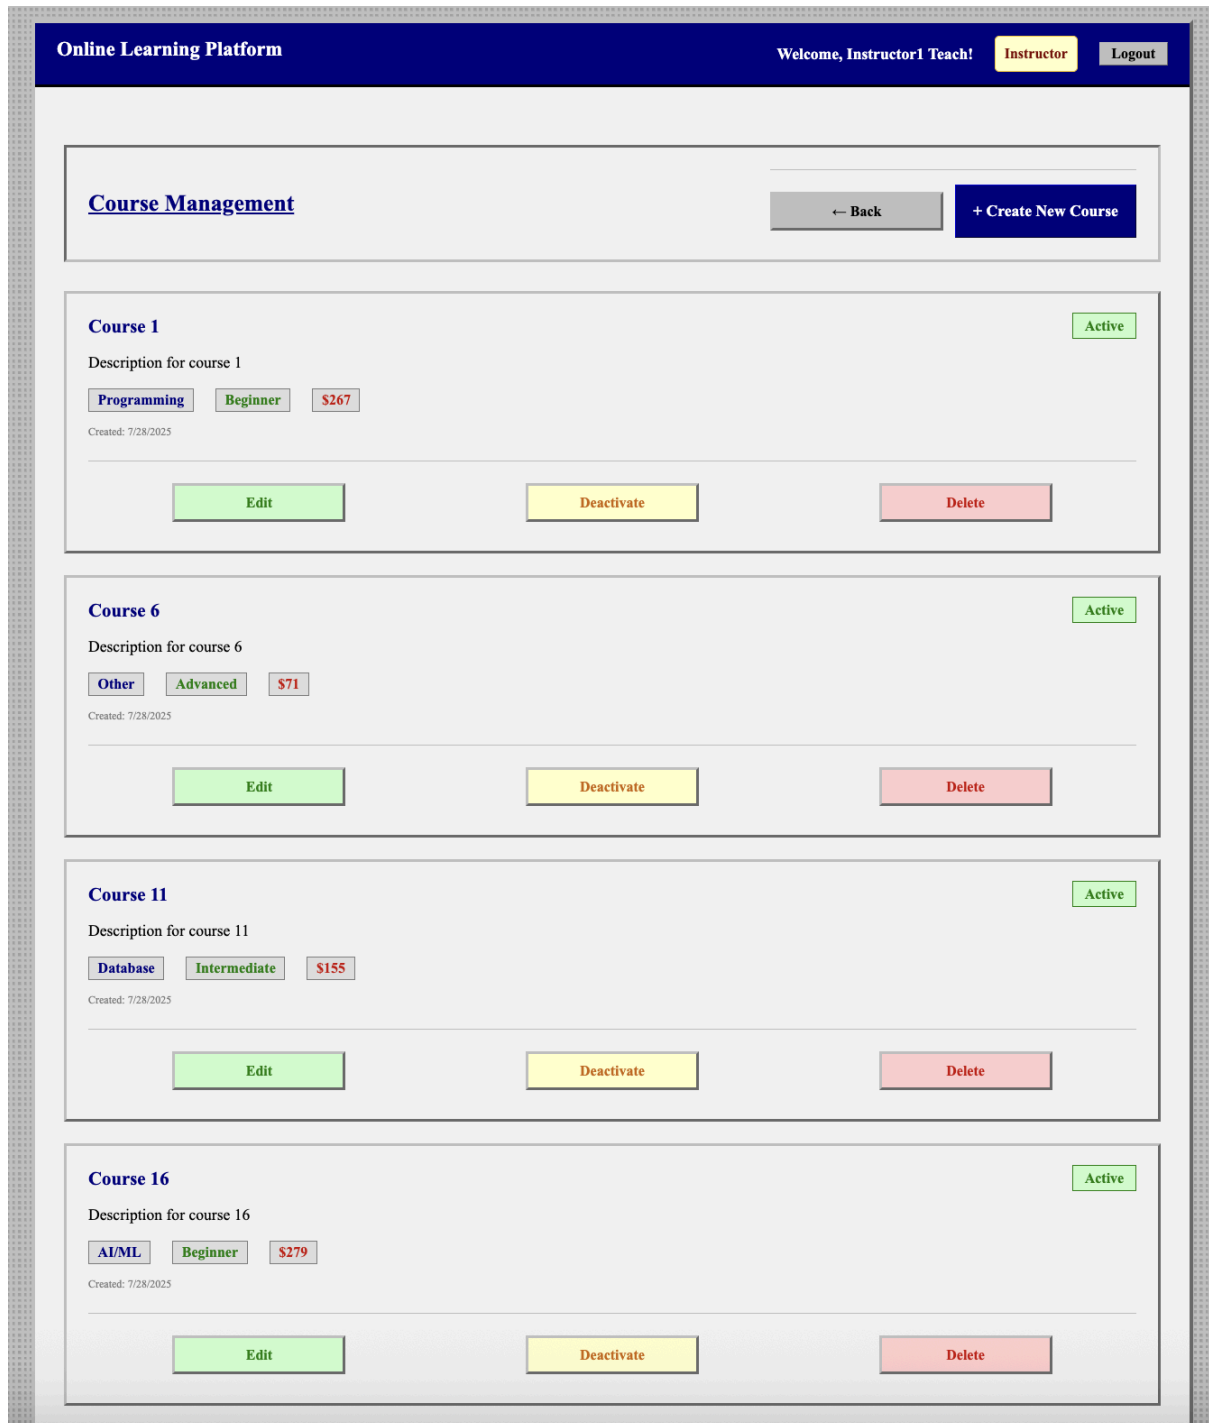 Online Learning Platform
Welcome, Instructor1 Teach! Instructor Logout
Course Management
← Back + Create New Course
Course 1 Active
Description for course 1
Programming Beginner $267
Created: 7/28/2025
Edit Deactivate Delete
Course 6 Active
Description for course 6
Other Advanced $71
Created: 7/28/2025
Edit Deactivate Delete
Course 11 Active
Description for course 11
Database Intermediate $155
Created: 7/28/2025
Edit Deactivate Delete
Course 16 Active
Description for course 16
AI/ML Beginner $279
Created: 7/28/2025
Edit Deactivate Delete